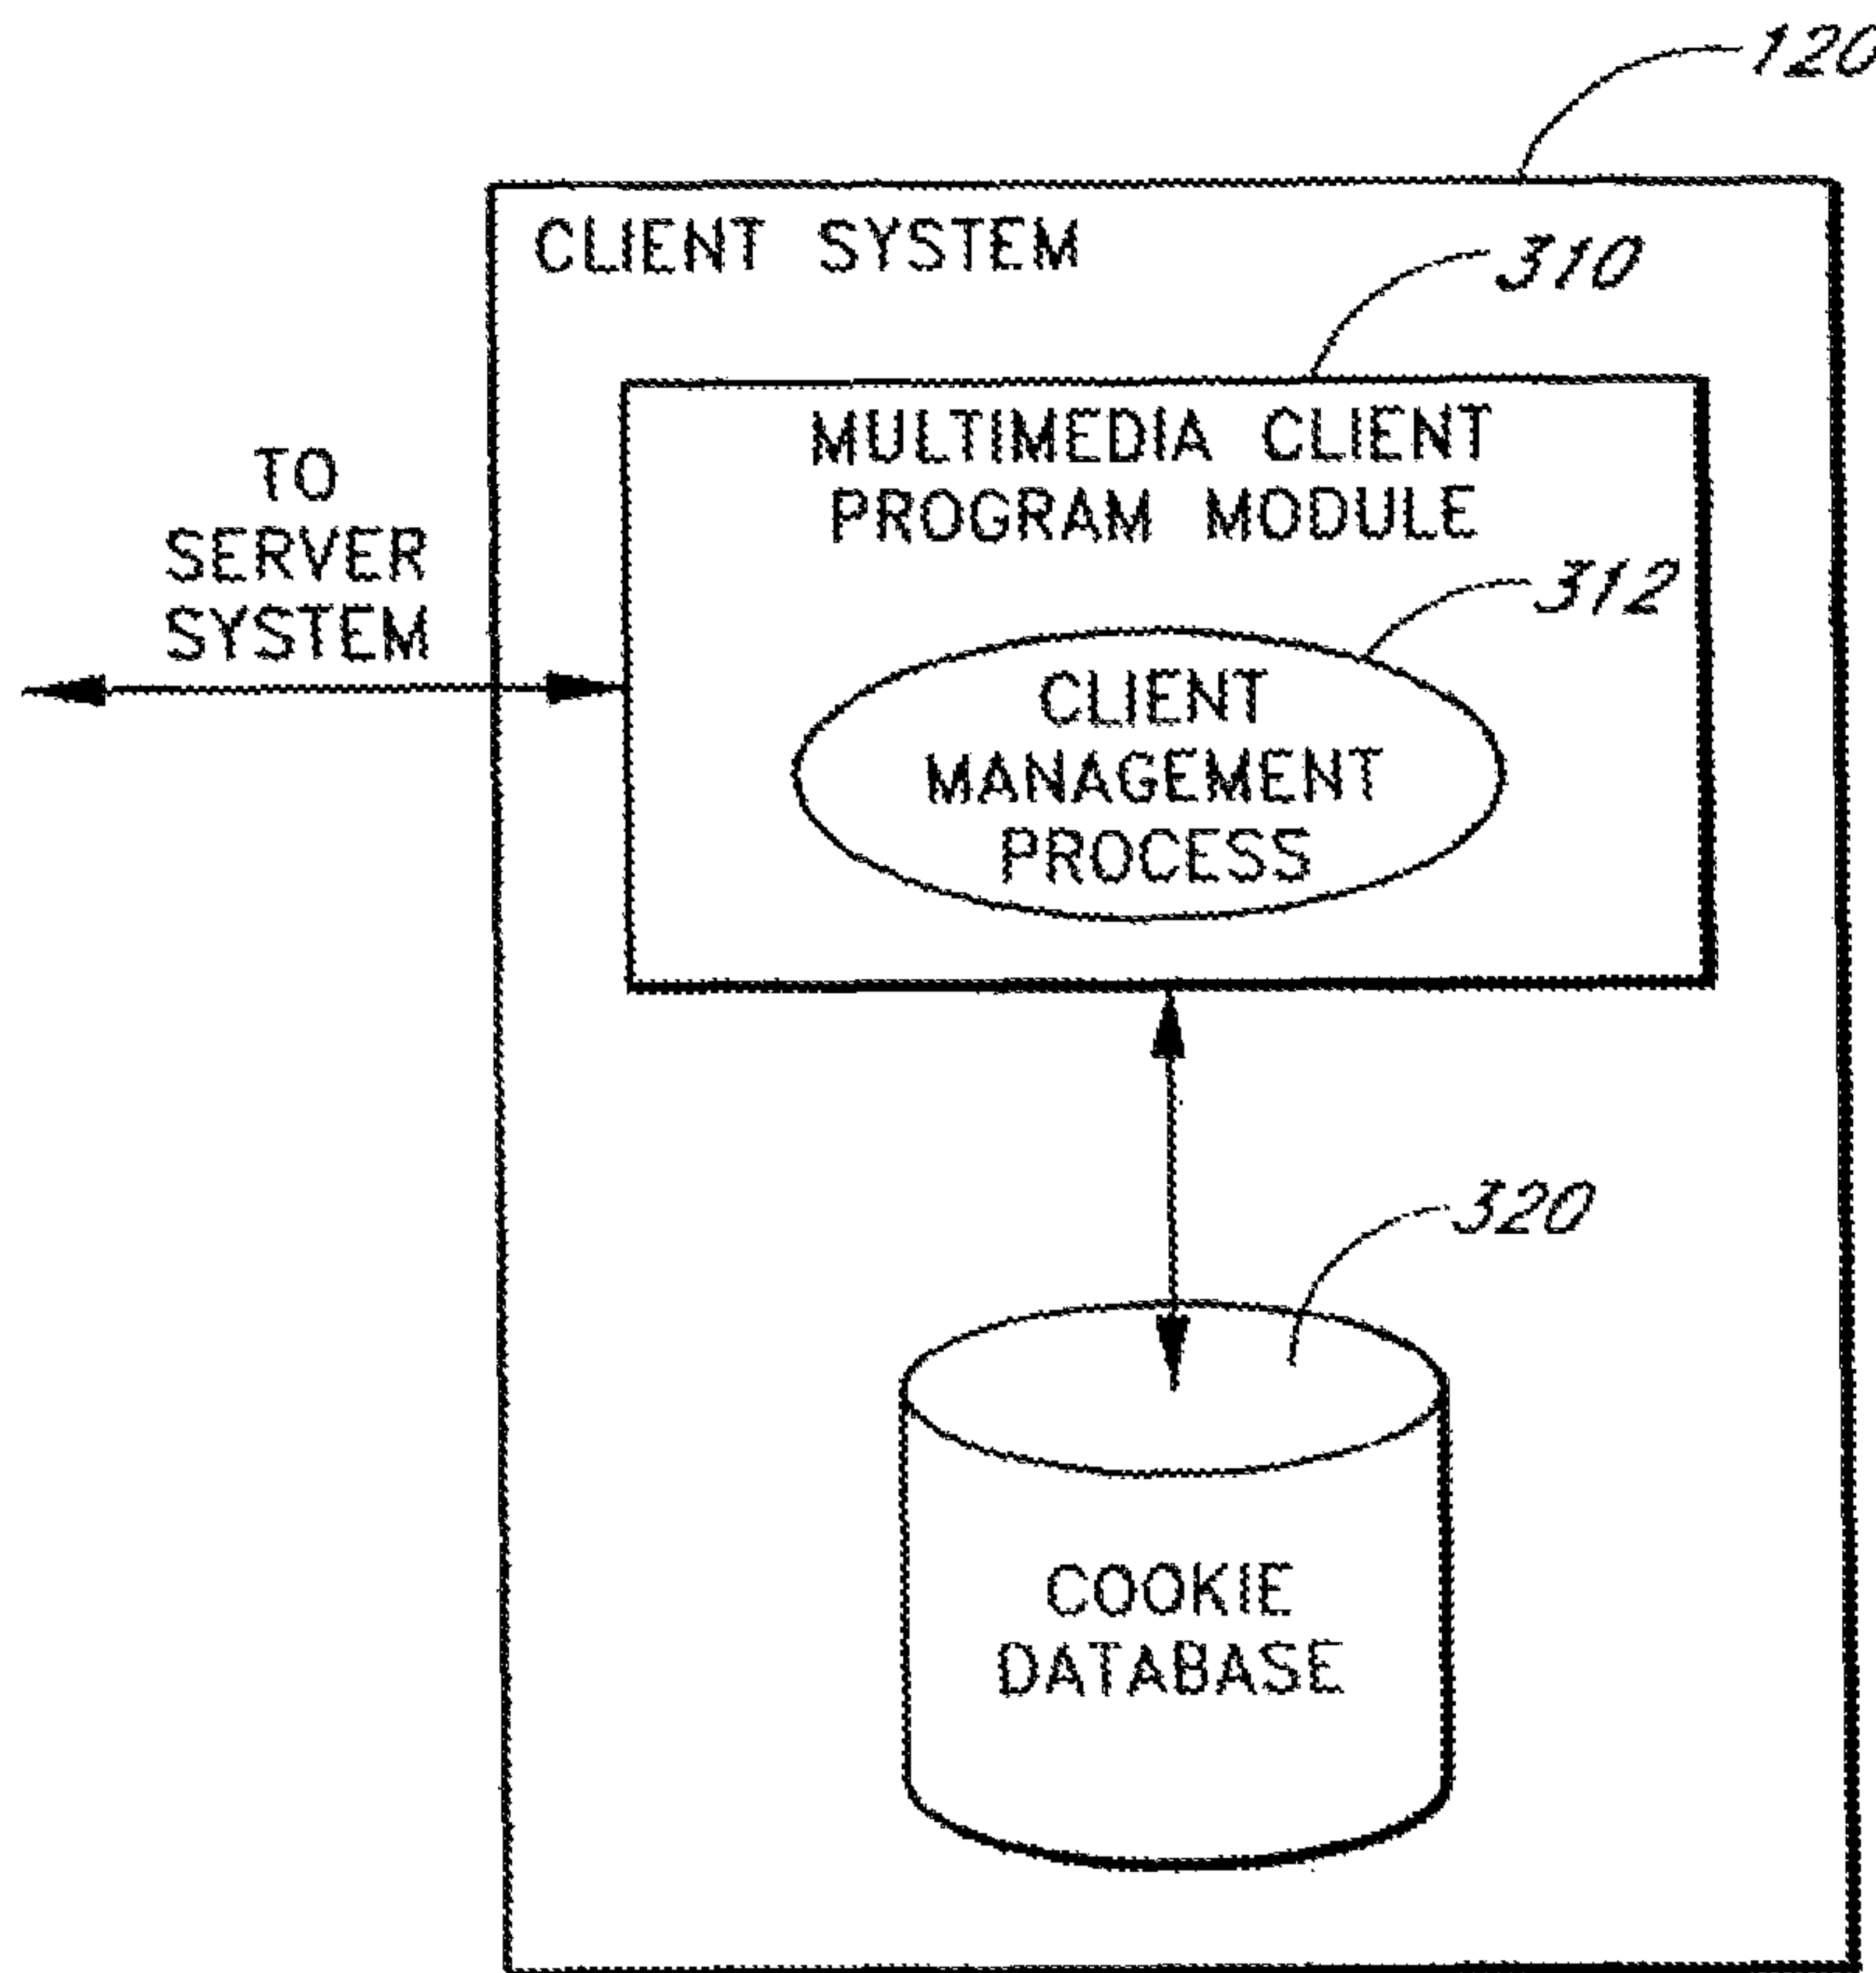 120
CLIENT SYSTEM
310
MULTIMEDIA CLIENT
PROGRAM MODULE
TO
SERVER
SYSTEM
312
CLIENT
MANAGEMENT
PROCESS
320
COOKIE
DATABASE